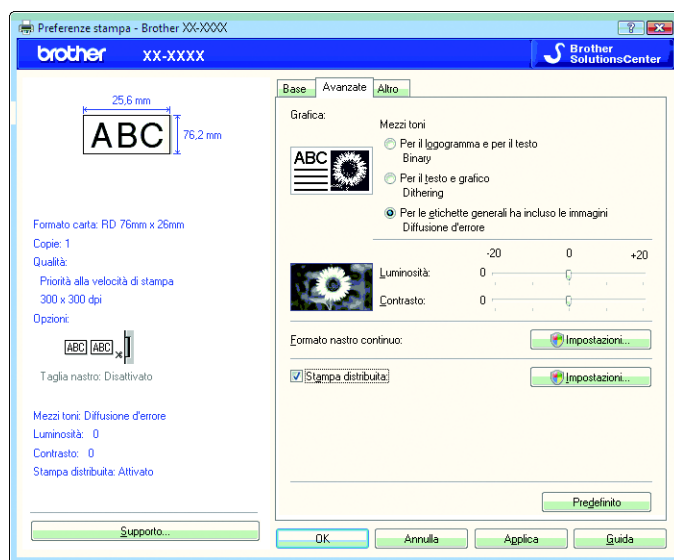 Preferenze stampa - Brother XX-XXXX
brother XX-XXXX
Brother
SolutionsCenter
25,6 mm
ABC
76,2 mm
Formato carta: RD 76mm x 26mm
Copie: 1
Qualità:
Priorità alla velocità di stampa
300 x 300 dpi
Opzioni:
ABC ABC
Taglia nastro: Disattivato
Mezzi toni: Diffusione d'errore
Luminosità: 0
Contrasto: 0
Stampa distribuita: Attivato
Supporto...
Base Avanzate Altro
Grafica:
ABC
Mezzi toni
Per il logogramma e per il testo
Binary
Per il testo e grafico
Dithering
Per le etichette generali ha incluso le immagini
Diffusione d'errore
-20 0 +20
Luminosità: 0
Contrasto: 0
Formato nastro continuo: Impostazioni...
Stampa distribuita: Impostazioni...
Predefinito
OK Annulla Applica Guida